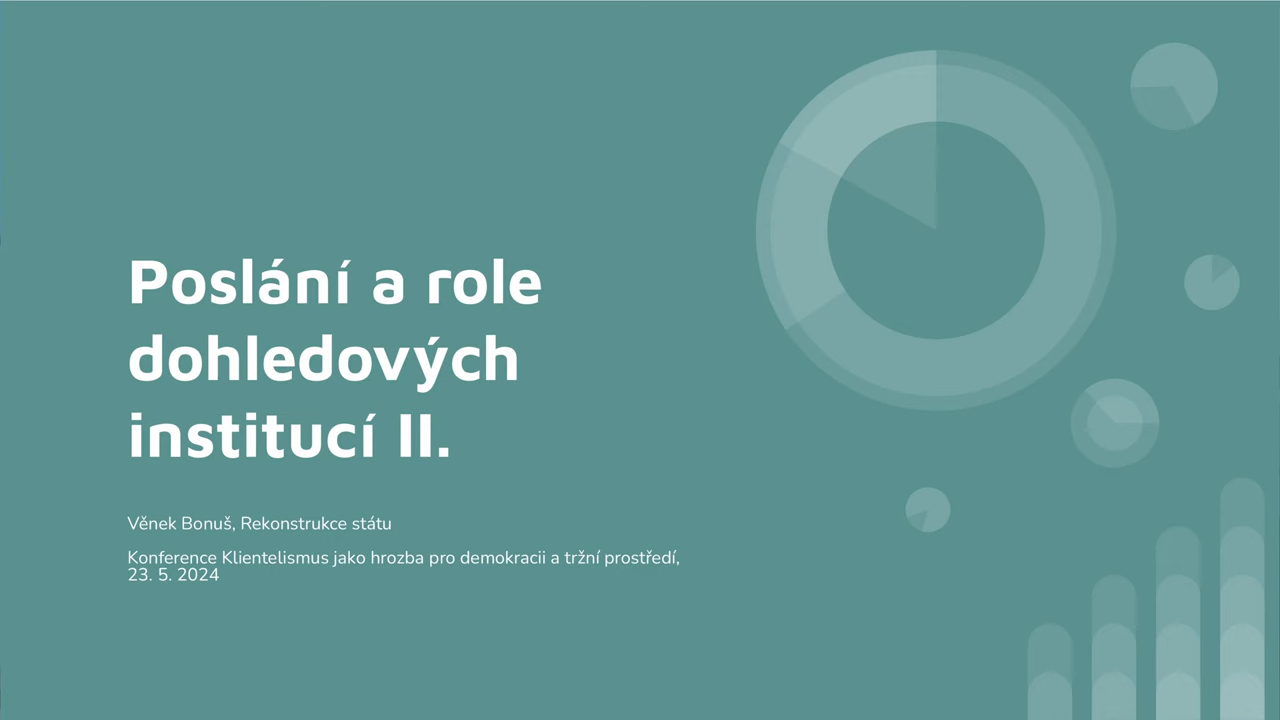 Poslání a role
dohledových
institucí II.
Věnek Bonuš, Rekonstrukce státu
Konference Klientelismus jako hrozba pro demokracii a tržní prostředí,
23. 5. 2024